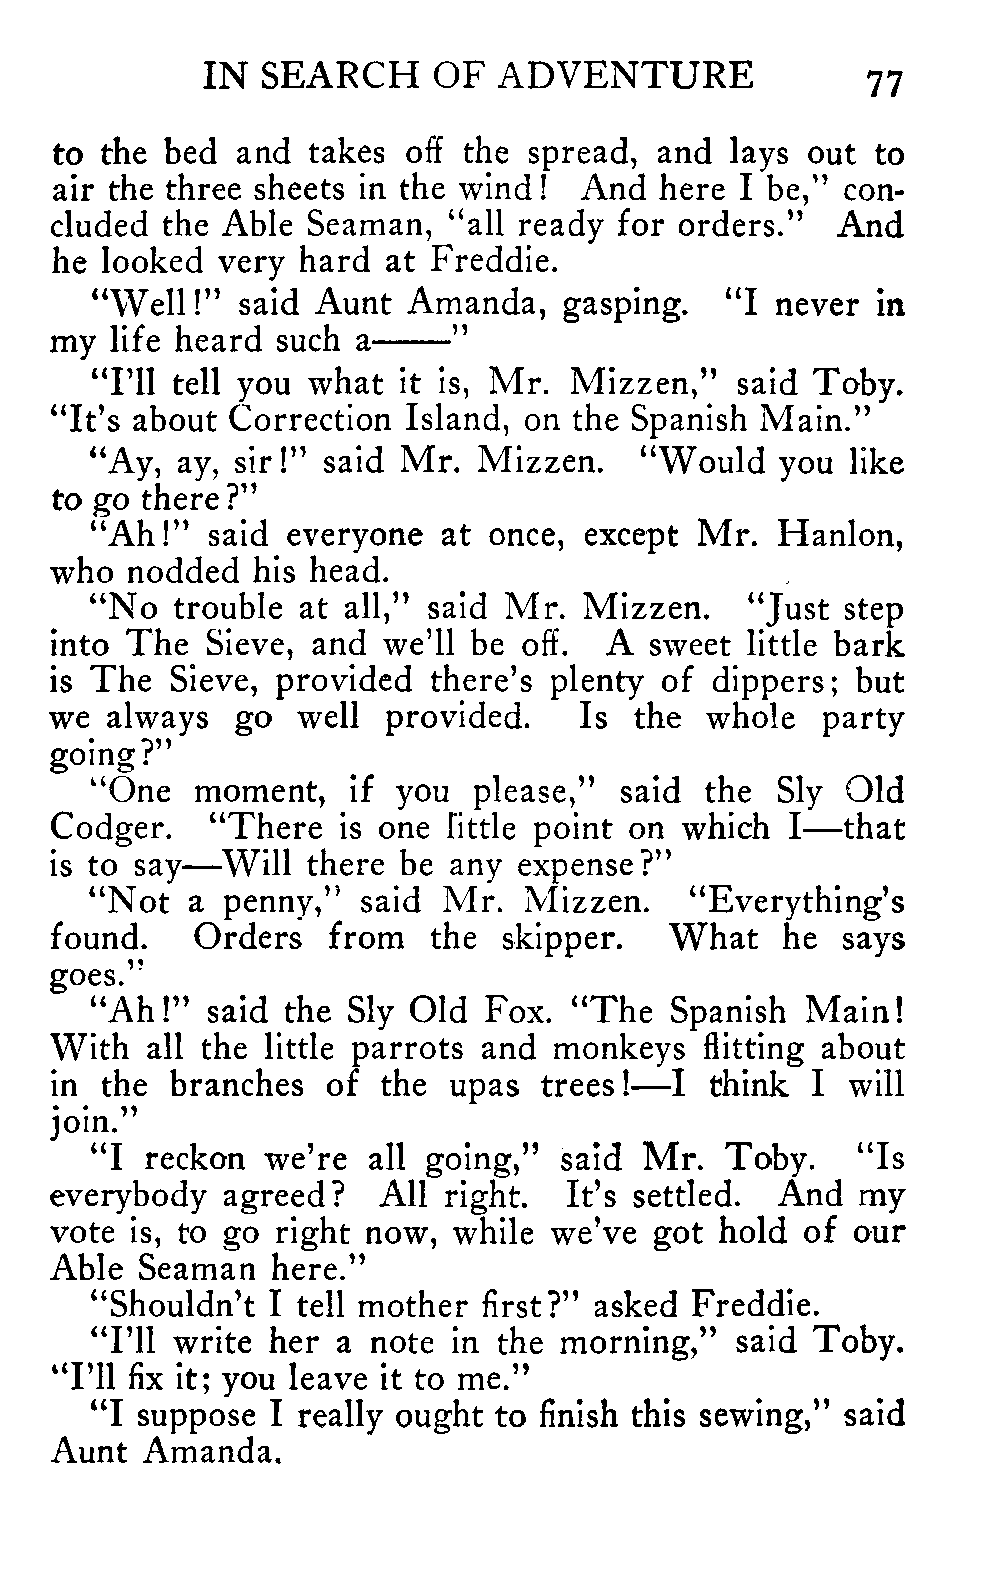 IN SEARCH OF ADVENTURE 77
to the bed and takes off the spread, and lays out to
air the three sheets in the wind! And here I be," con-
cluded the Able Seaman, "all ready for orders." And
he looked very hard at Freddie.
"Well!" said Aunt Amanda, gasping. "I never in
my life heard such a——"
"I'll tell you what it is, Mr. Mizzen," said Toby.
"It's about Correction Island, on the Spanish Main."
"Ay, ay, sir!" said Mr. Mizzen. "Would you like
to go there?"
"Ah!" said everyone at once, except Mr. Hanlon,
who nodded his head.
"No trouble at all," said Mr. Mizzen. "Just step
into The Sieve, and we'll be off. A sweet little bark
is The Sieve, provided there's plenty of dippers; but
we always go well provided. Is the whole party
going?"
"One moment, if you please," said the Sly Old
Codger. "There is one little point on which I—that
is to say—Will there be any expense?"
"Not a penny," said Mr. Mizzen. "Everything's
found. Orders from the skipper. What he says
goes."
"Ah!" said the Sly Old Fox. "The Spanish Main!
With all the little parrots and monkeys flitting about
in the branches of the upas trees!—I think I will
join."
"I reckon we're all going," said Mr. Toby. "Is
everybody agreed? All right. It's settled. And my
vote is, to go right now, while we've got hold of our
Able Seaman here."
"Shouldn't I tell mother first?" asked Freddie.
"I'll write her a note in the morning," said Toby.
"I'll fix it; you leave it to me."
"I suppose I really ought to finish this sewing," said
Aunt Amanda.